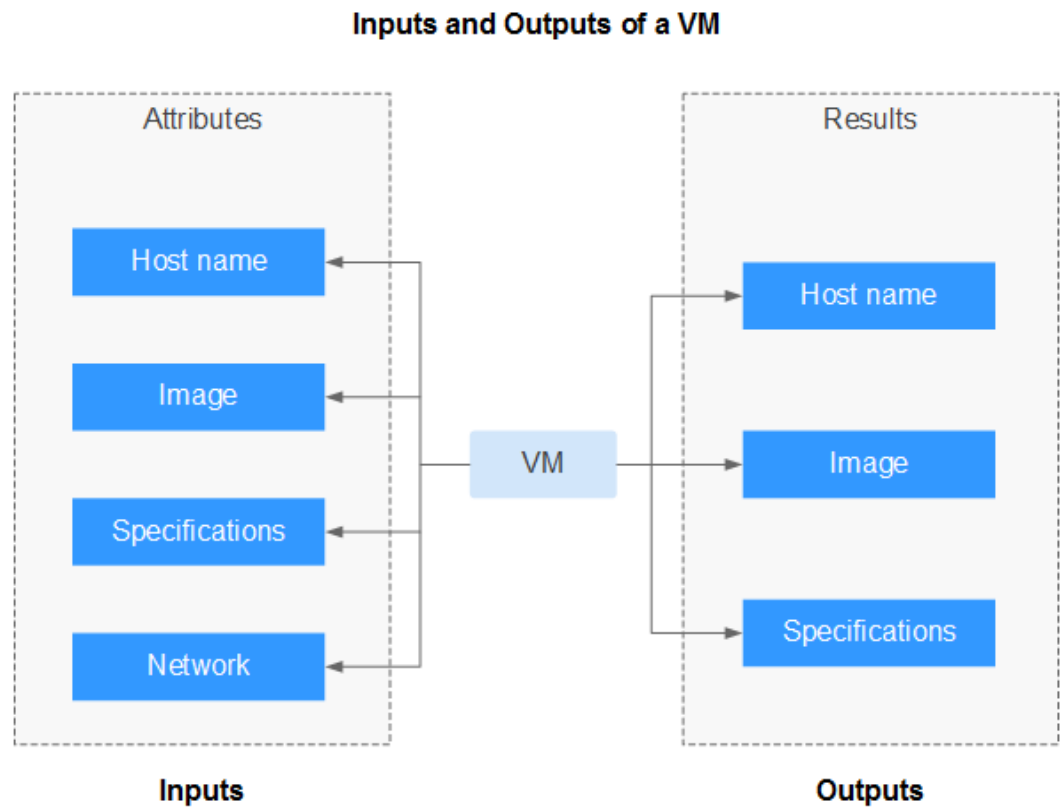 Inputs and Outputs of a VM
Attributes
Host name
Image
Specifications
Network
Inputs
VM
Results
Host name
Image
Specifications
Outputs